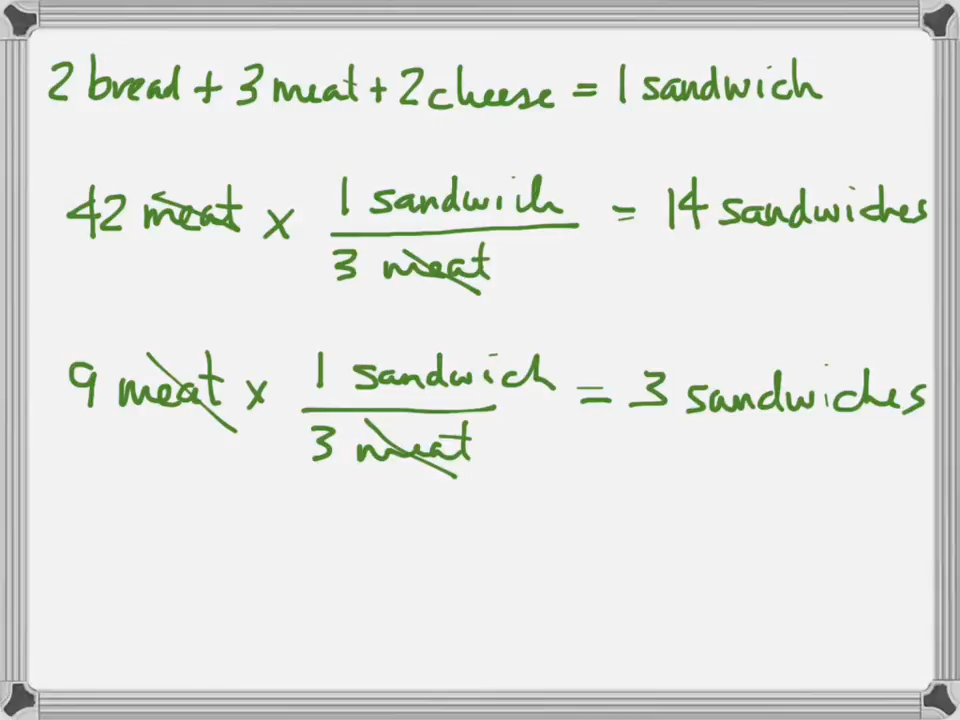 2 bread + 3 meat + 2 cheese = 1 sandwich
42 meat x 1 sandwich / 3 meat = 14 sandwiches
9 meat x 1 sandwich / 3 meat = 3 sandwiches